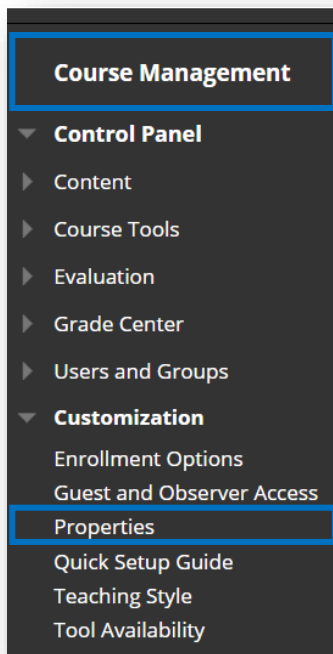 Course Management
Control Panel
Content
Course Tools
Evaluation
Grade Center
Users and Groups
Customization
Enrollment Options
Guest and Observer Access
Properties
Quick Setup Guide
Teaching Style
Tool Availability